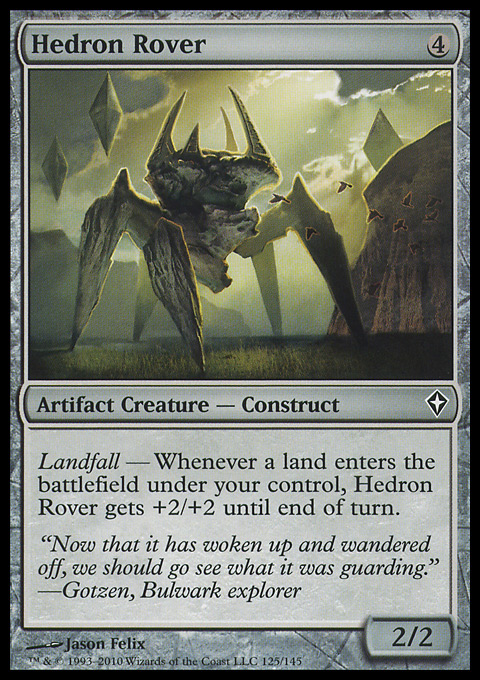 Hedron Rover 4
Artifact Creature — Construct
Landfall — Whenever a land enters the
battlefield under your control, Hedron
Rover gets +2/+2 until end of turn.
“Now that it has woken up and wandered
off, we should go see what it was guarding.”
—Gotzen, Bulwark explorer
2/2
Jason Felix
™ & © 1993–2010 Wizards of the Coast LLC 125/145